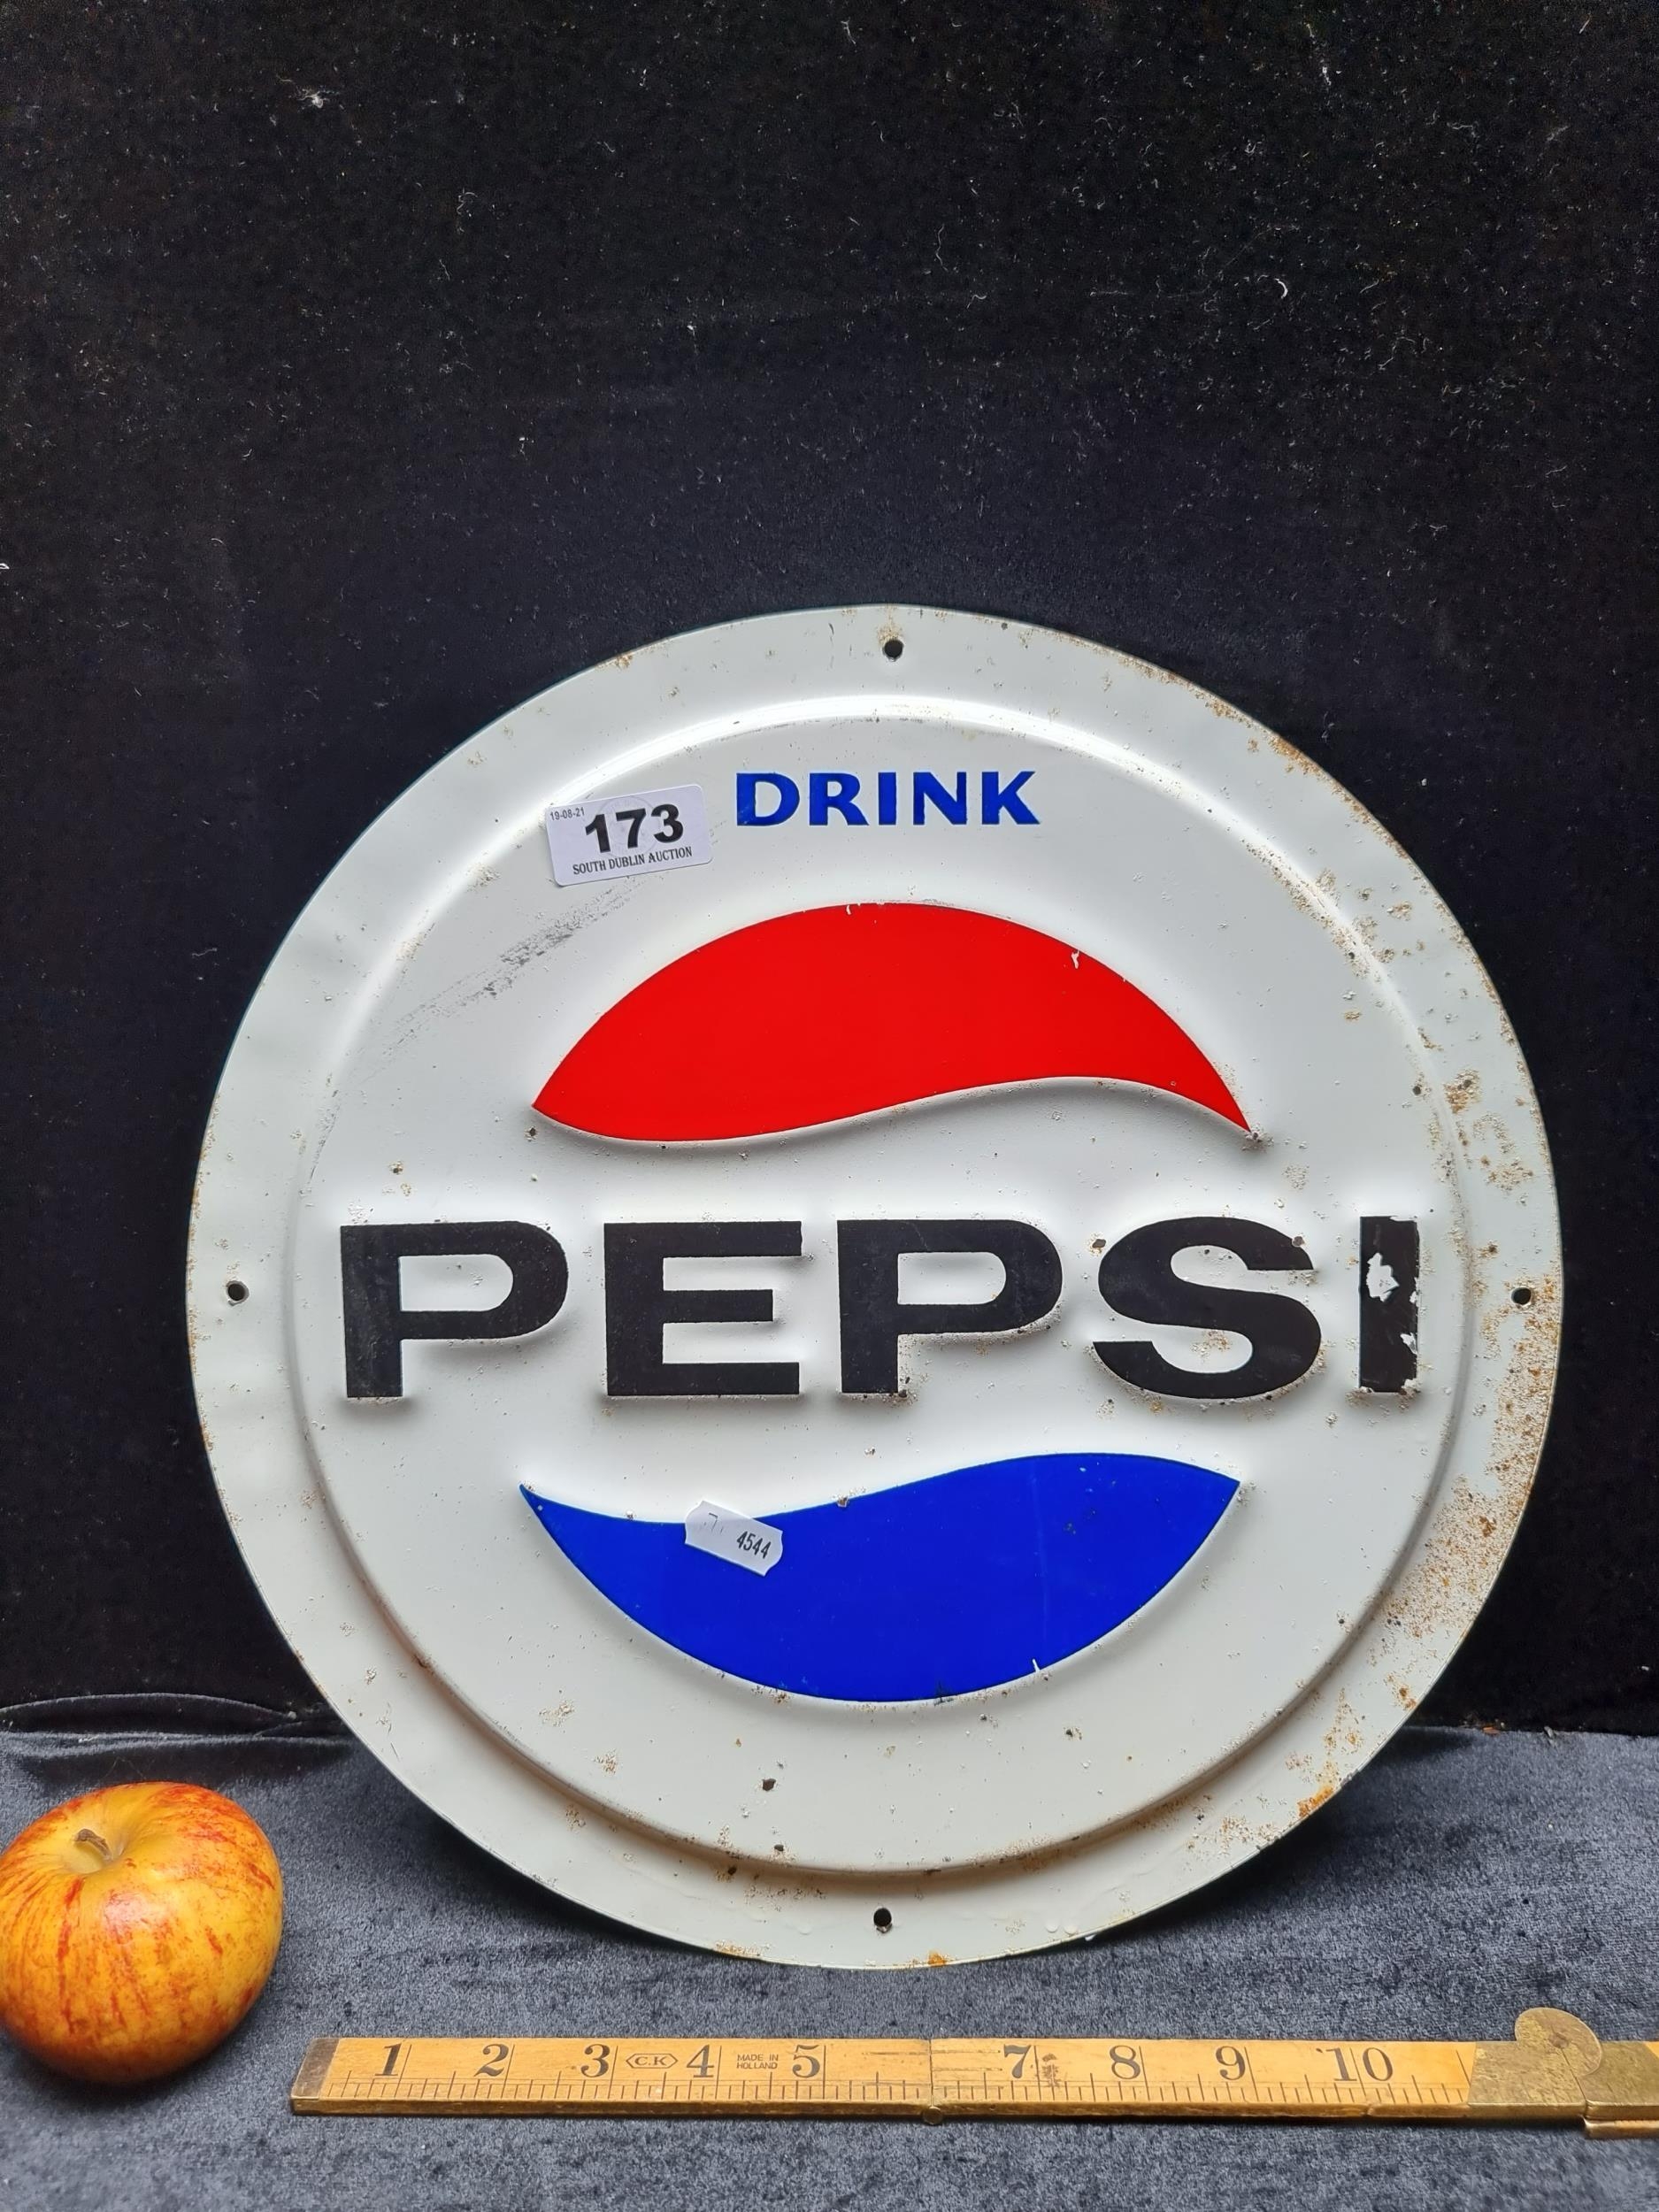 DRINK
19-08-21
173
SOUTH DUBLIN AUCTION
PEPSI
4544
1 2 3 C.K 4 MADE IN HOLLAND 5 7 8 9 10